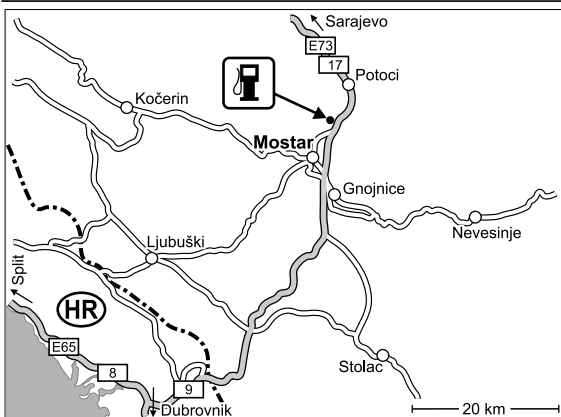 Sarajevo
E73
17
Potoci
Kočerin
Mostar
Gnojnice
Nevesinje
Ljubuški
Split
HR
E65
8
9
Stolac
Dubrovnik
20 km